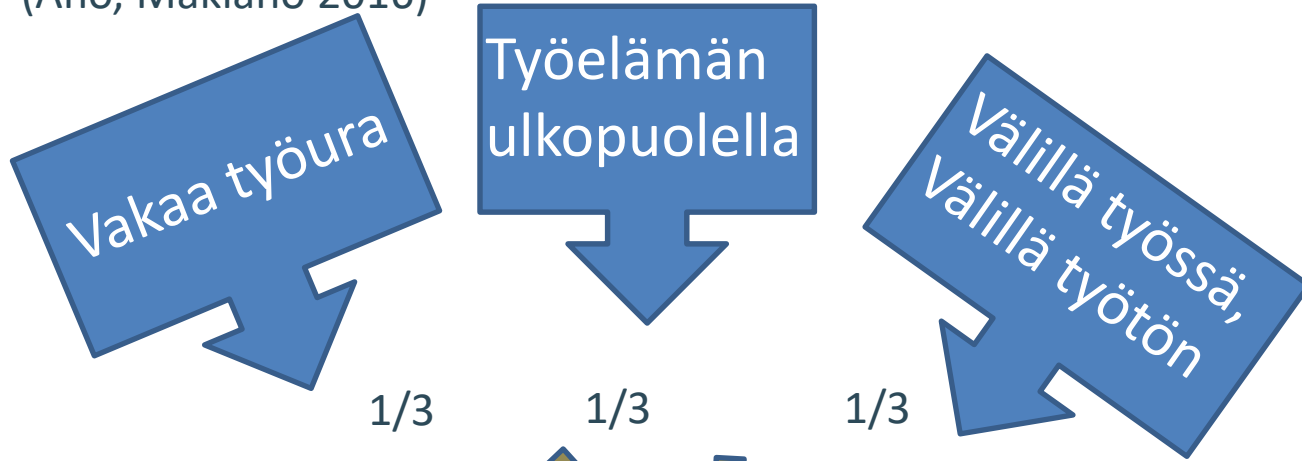 Työelämän
ulkopuolella
Vakaa työura
Välillä työssä,
Välillä työtön
1/3
1/3
1/3